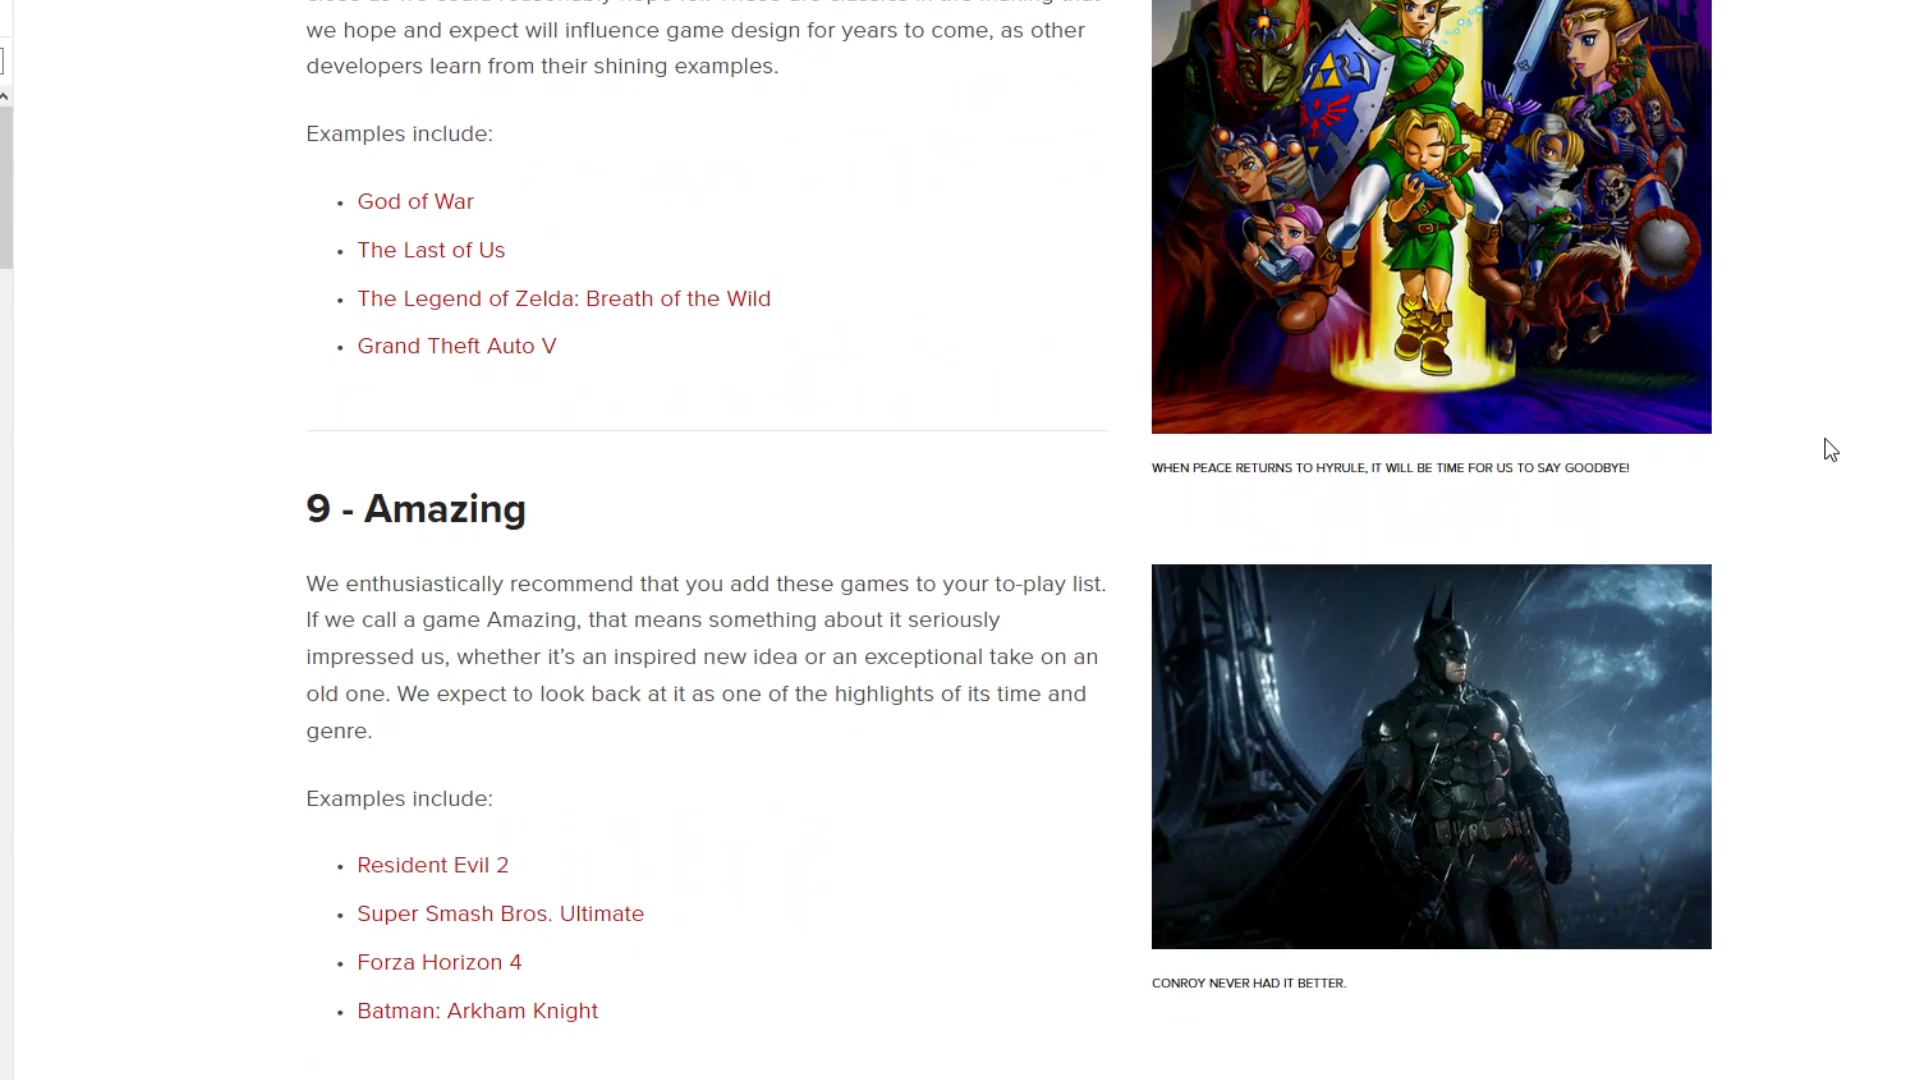 we hope and expect will influence game design for years to come, as other
developers learn from their shining examples.
Examples include:
• God of War
• The Last of Us
• The Legend of Zelda: Breath of the Wild
• Grand Theft Auto V
WHEN PEACE RETURNS TO HYRULE, IT WILL BE TIME FOR US TO SAY GOODBYE!
9 - Amazing
We enthusiastically recommend that you add these games to your to-play list.
If we call a game Amazing, that means something about it seriously
impressed us, whether it’s an inspired new idea or an exceptional take on an
old one. We expect to look back at it as one of the highlights of its time and
genre.
Examples include:
• Resident Evil 2
• Super Smash Bros. Ultimate
• Forza Horizon 4
• Batman: Arkham Knight
CONROY NEVER HAD IT BETTER.